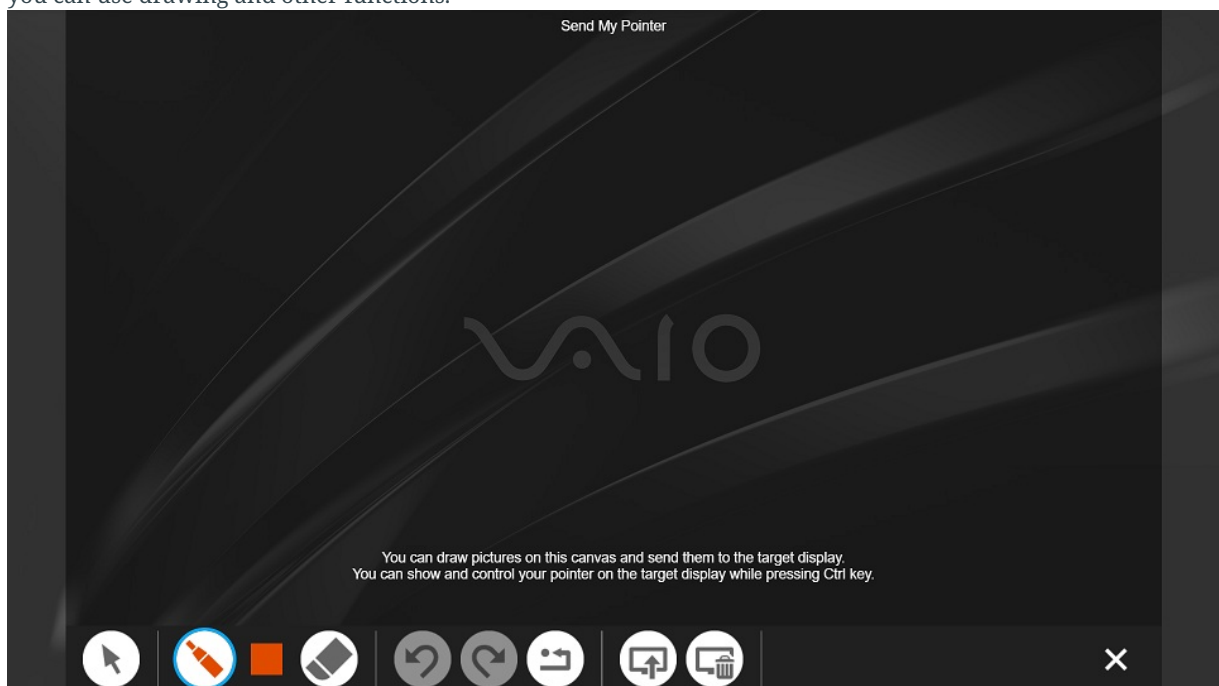 you can use drawing and other functions.
Send My Pointer
VAIO
You can draw pictures on this canvas and send them to the target display.
You can show and control your pointer on the target display while pressing Ctrl key.